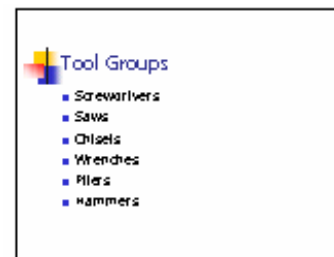 Tool Groups
Screwdrivers
Saws
Chisels
Wrenches
Pliers
Hammers